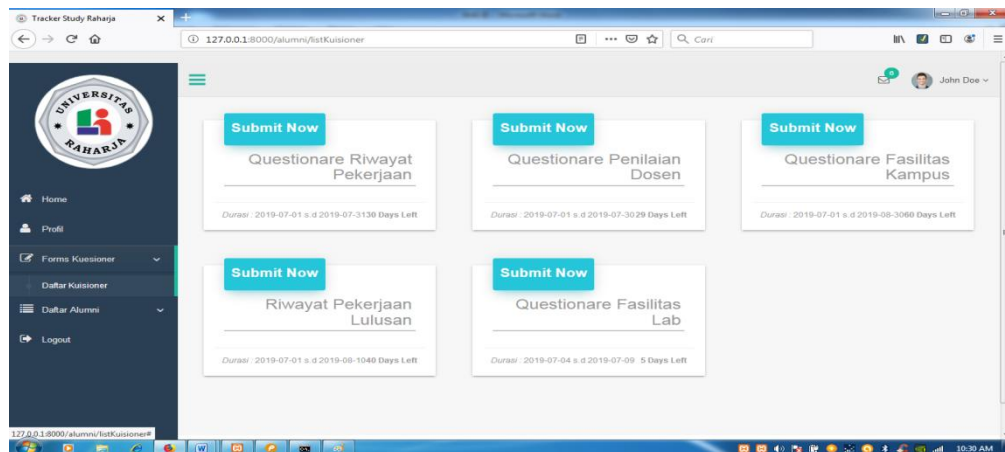 Tracker Study Raharja
127.0.0.1:8000/alumni/listKuisioner
Cari
UNIVERSITAS
RAHARJA
0
John Doe
Home
Profil
Forms Kuesioner
Daftar Kuisioner
Daftar Alumni
Logout
Submit Now
Questionare Riwayat
Pekerjaan
Durasi : 2019-07-01 s.d 2019-07-3130 Days Left
Submit Now
Questionare Penilaian
Dosen
Durasi : 2019-07-01 s.d 2019-07-3029 Days Left
Submit Now
Questionare Fasilitas
Kampus
Durasi : 2019-07-01 s.d 2019-08-3060 Days Left
Submit Now
Riwayat Pekerjaan
Lulusan
Durasi : 2019-07-01 s.d 2019-08-1040 Days Left
Submit Now
Questionare Fasilitas
Lab
Durasi : 2019-07-04 s.d 2019-07-09 5 Days Left
127.0.0.1:8000/alumni/listKuisioner#
10:30 AM